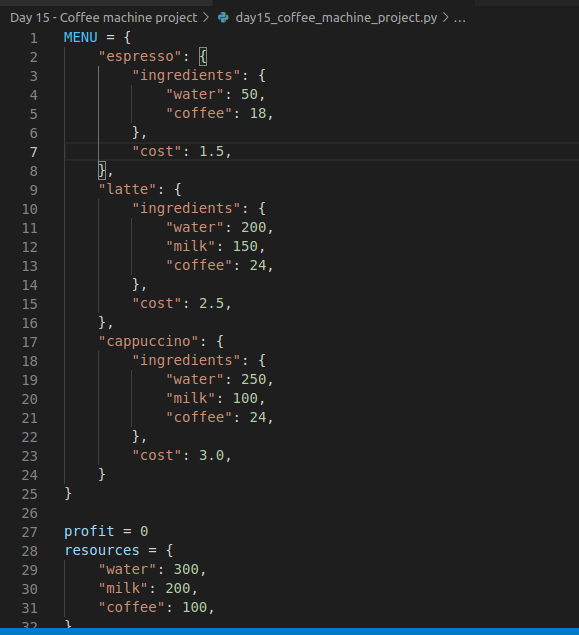 Day 15 - Coffee machine project > day15_coffee_machine_project.py > ...
1 MENU = {
2     "espresso": {
3         "ingredients": {
4             "water": 50,
5             "coffee": 18,
6         },
7         "cost": 1.5,
8     },
9     "latte": {
10         "ingredients": {
11             "water": 200,
12             "milk": 150,
13             "coffee": 24,
14         },
15         "cost": 2.5,
16     },
17     "cappuccino": {
18         "ingredients": {
19             "water": 250,
20             "milk": 100,
21             "coffee": 24,
22         },
23         "cost": 3.0,
24     }
25 }
26
27 profit = 0
28 resources = {
29     "water": 300,
30     "milk": 200,
31     "coffee": 100,
32 }